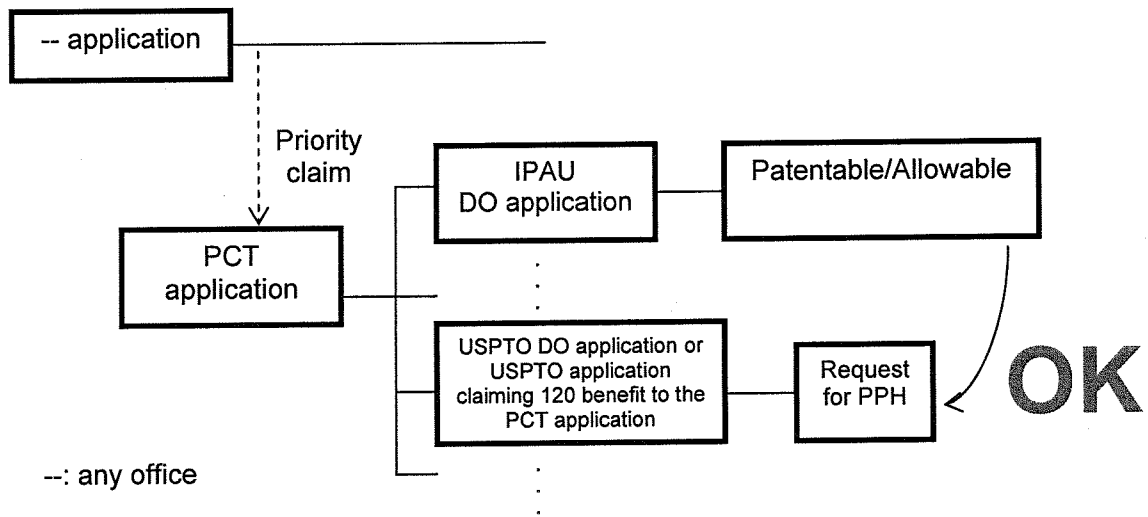 -- application
Priority
claim
PCT
application
IPAU
DO application
Patentable/Allowable
USPTO DO application or
USPTO application
claiming 120 benefit to the
PCT application
Request
for PPH
OK
--: any office